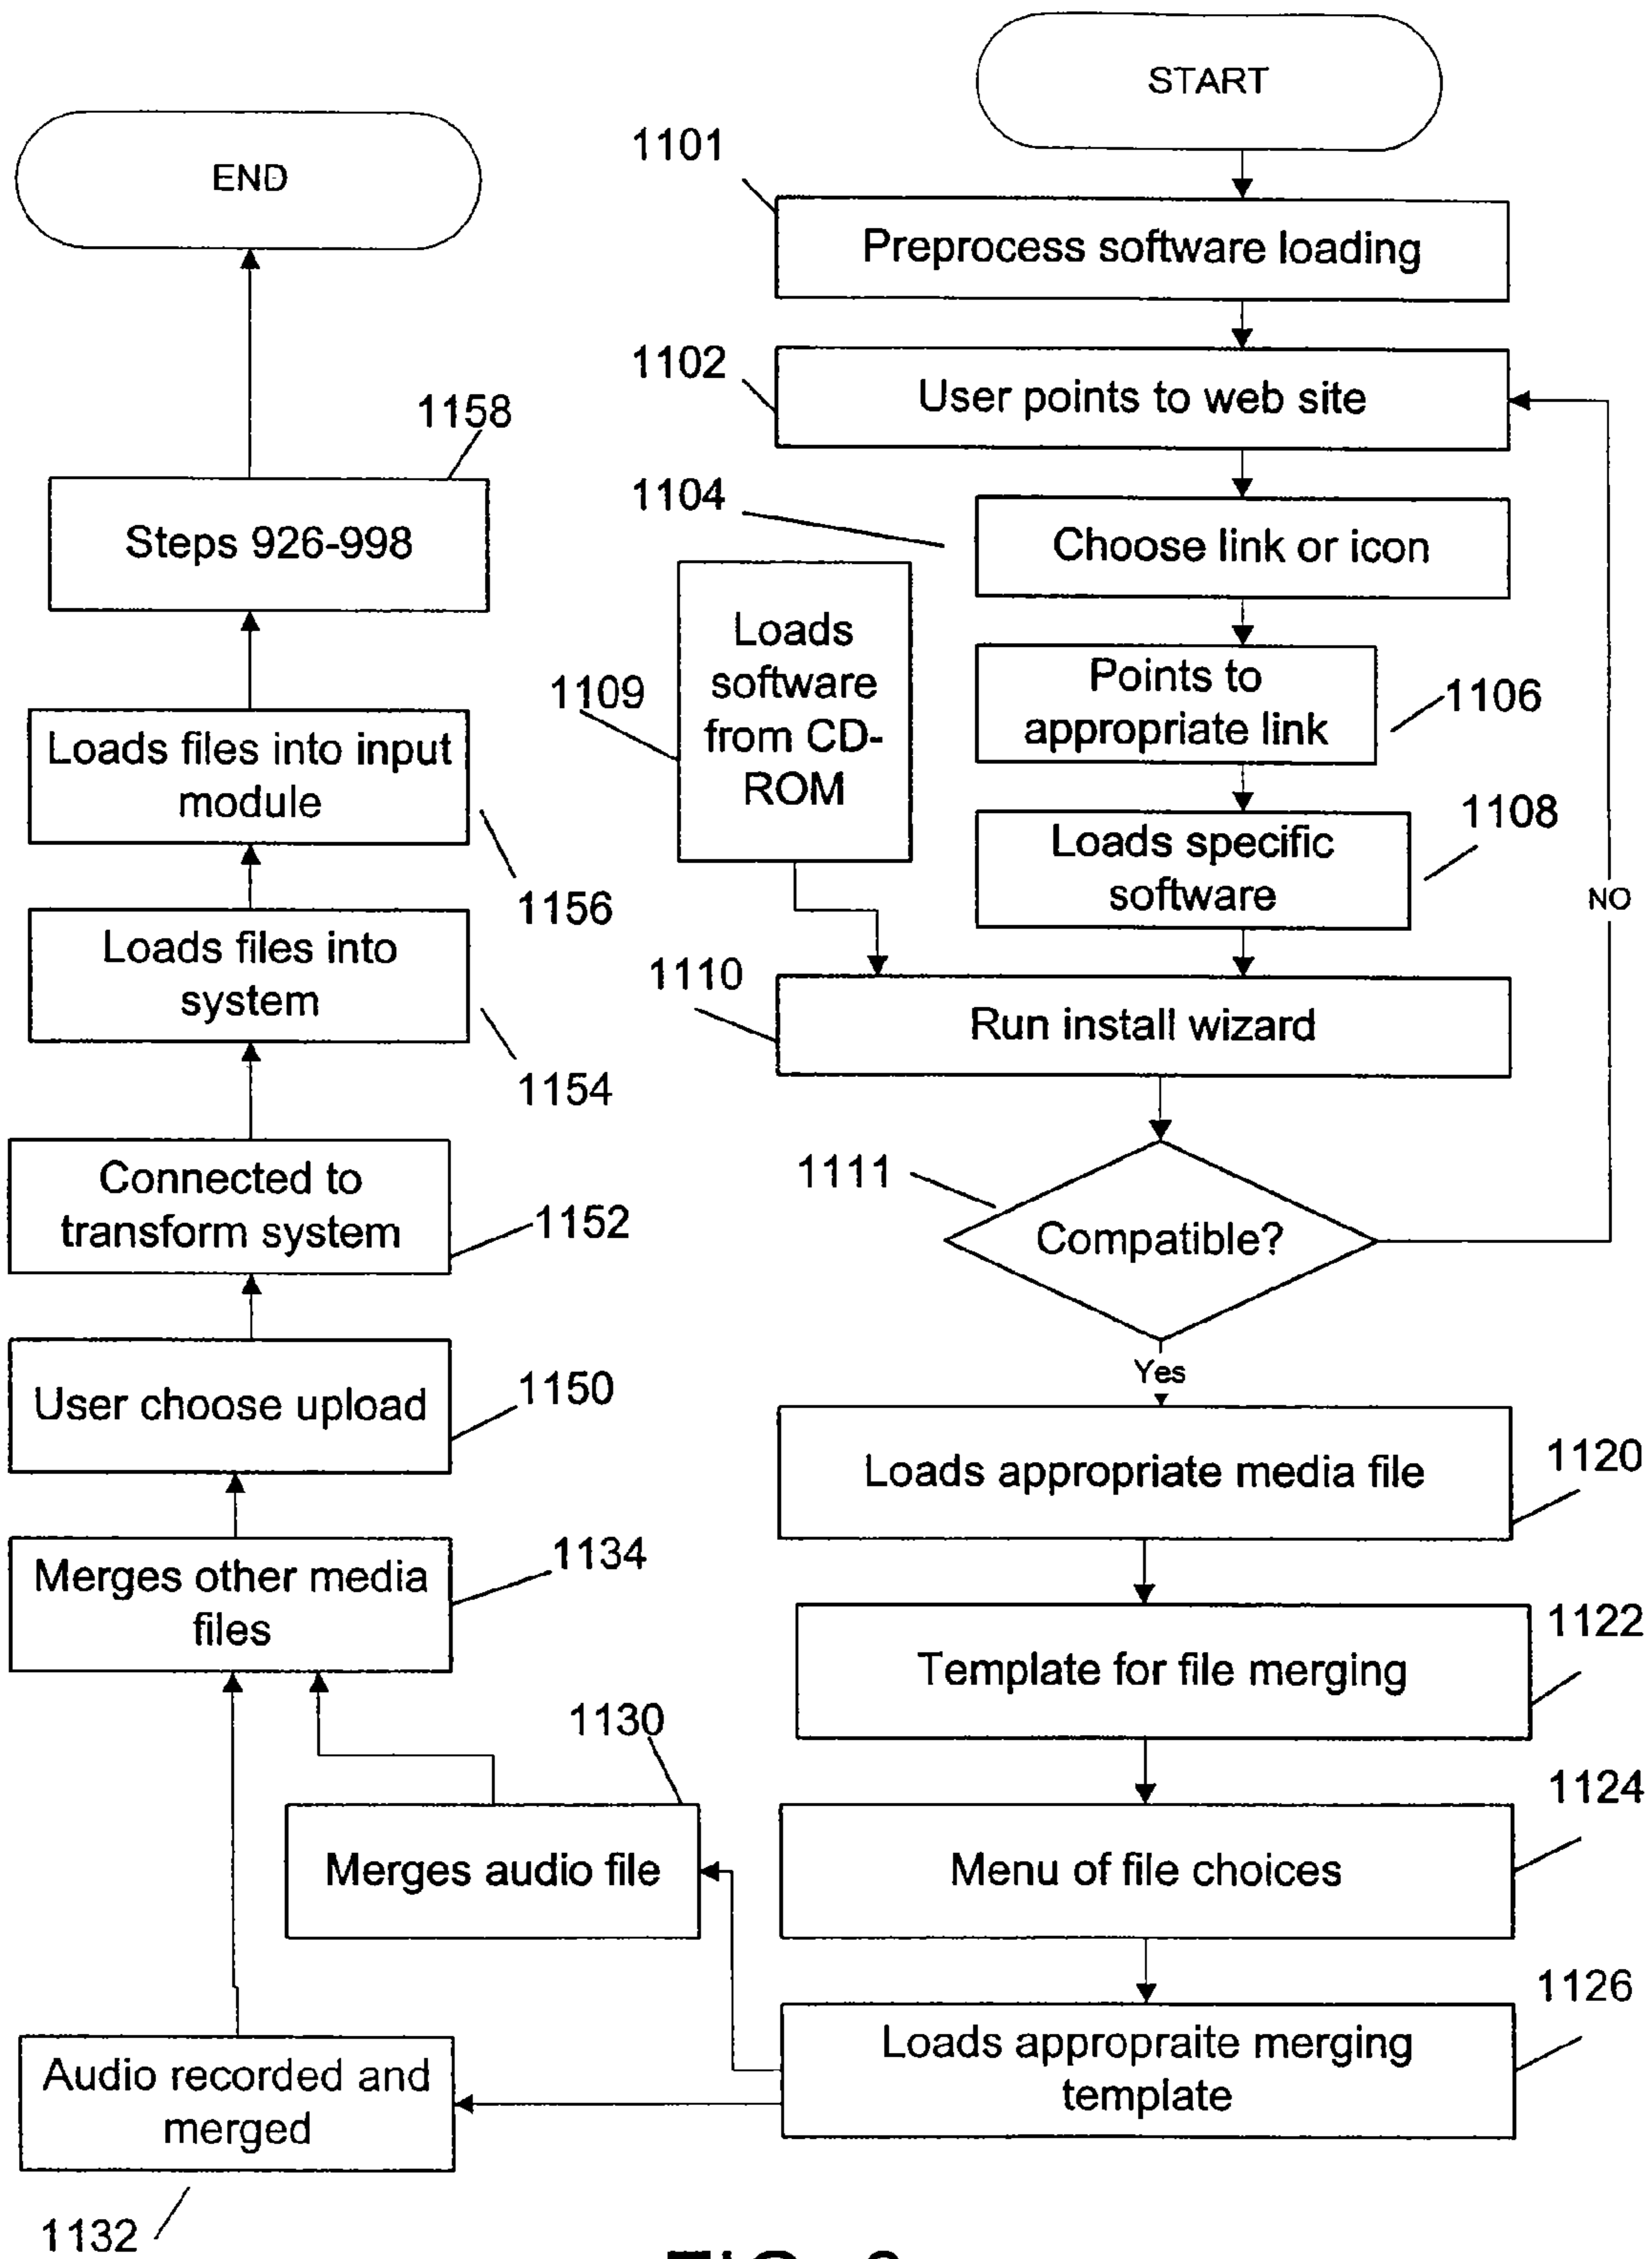 START
1101
Preprocess software loading
1102
User points to web site
1104
Choose link or icon
Points to
appropriate link
1106
Loads specific
software
1108
1109
Loads
software
from CD-
ROM
1110
Run install wizard
1111
Compatible?
NO
Yes
Loads appropriate media file
1120
Template for file merging
1122
Menu of file choices
1124
Loads appropraite merging
template
1126
1130
Merges audio file
Audio recorded and
merged
1132
Merges other media
files
1134
User choose upload
1150
Connected to
transform system
1152
Loads files into
system
1154
Loads files into input
module
1156
Steps 926-998
1158
END